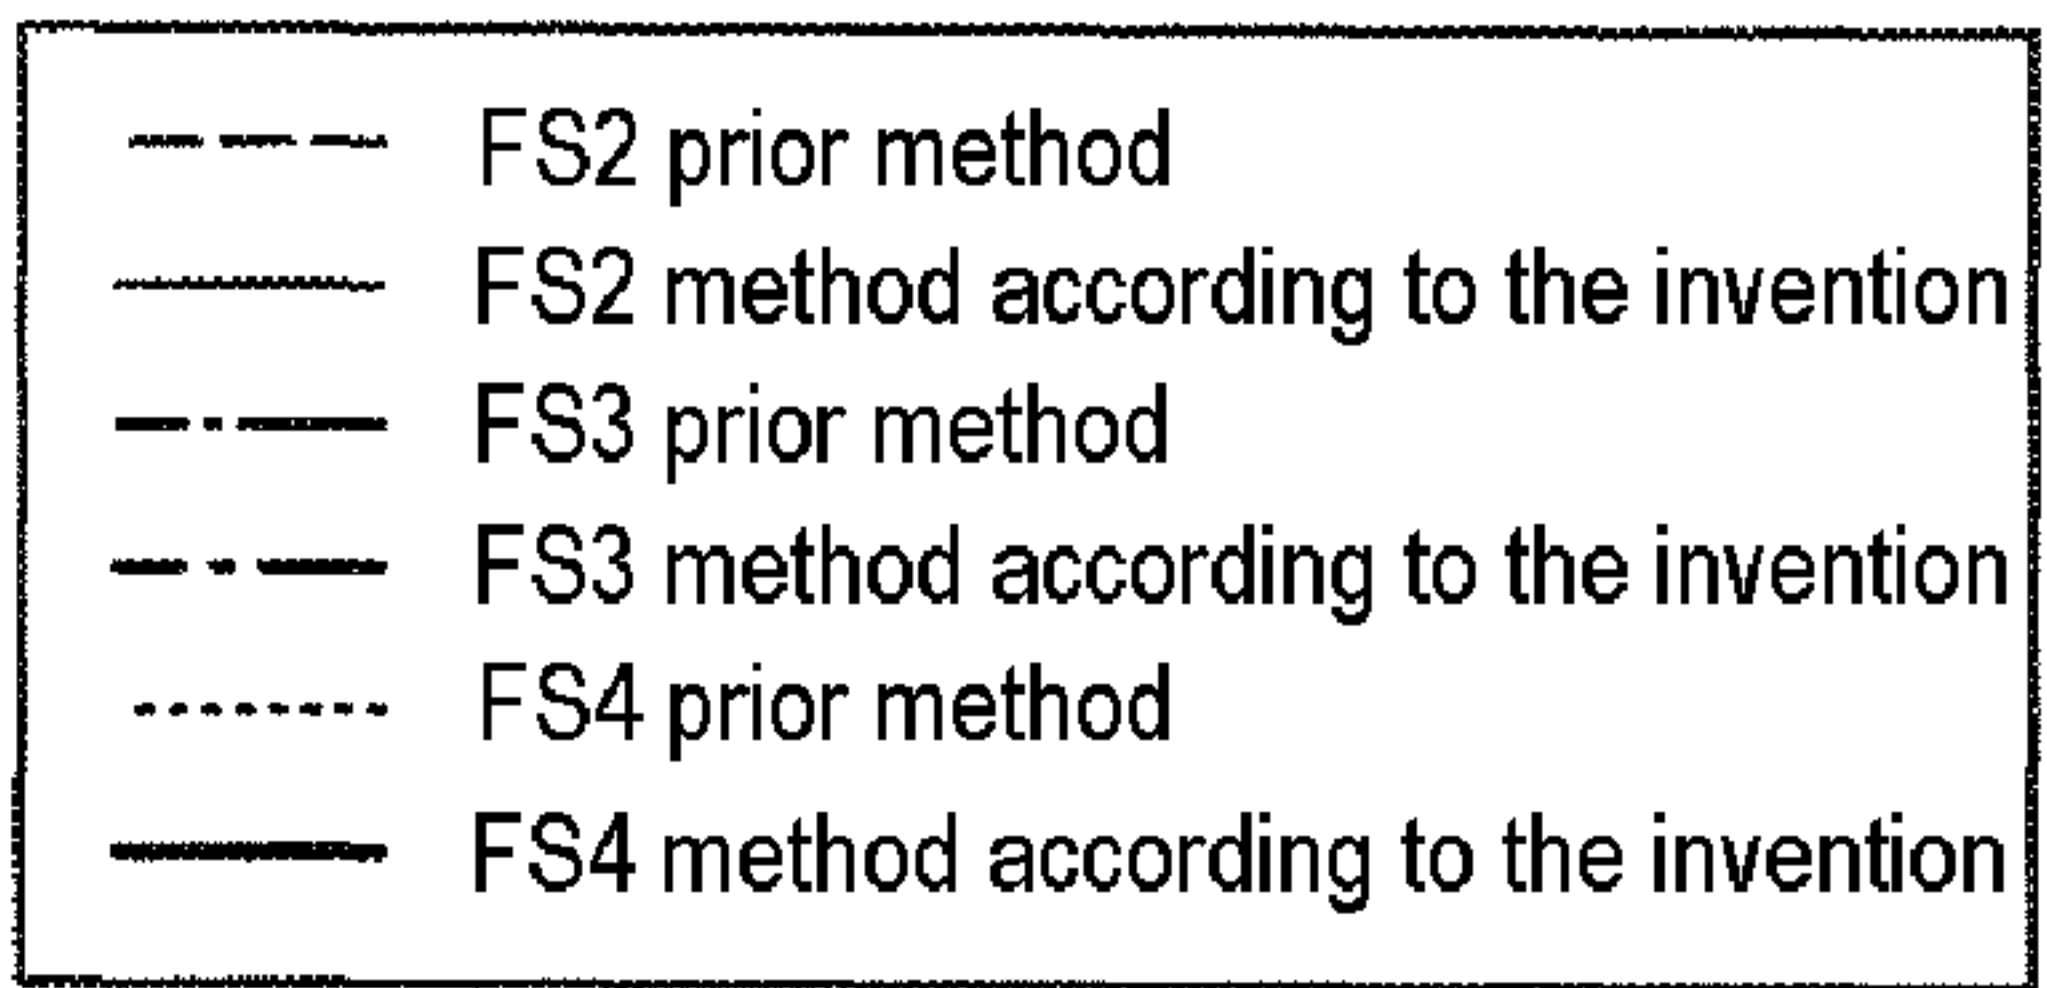 FS2 prior method
FS2 method according to the invention
FS3 prior method
FS3 method according to the invention
FS4 prior method
FS4 method according to the invention